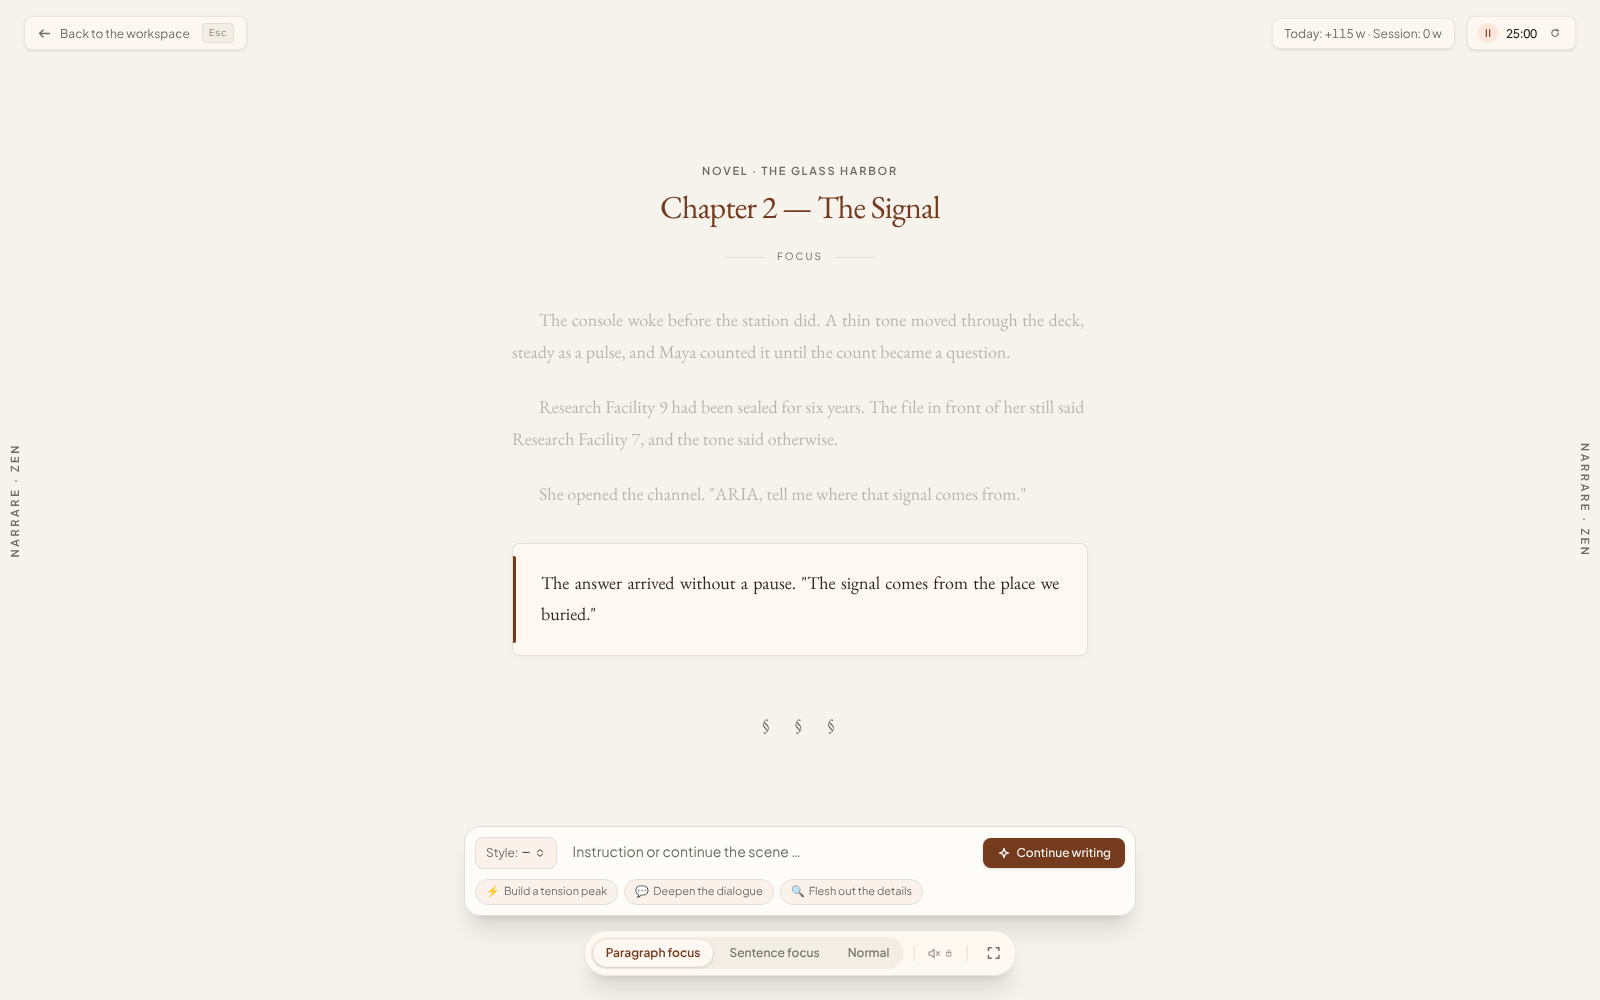 Back to the workspace Esc
Today: +115 w · Session: 0 w
25:00
NOVEL · THE GLASS HARBOR
Chapter 2 — The Signal
FOCUS
The console woke before the station did. A thin tone moved through the deck,
steady as a pulse, and Maya counted it until the count became a question.
Research Facility 9 had been sealed for six years. The file in front of her still said
Research Facility 7, and the tone said otherwise.
She opened the channel. "ARIA, tell me where that signal comes from."
The answer arrived without a pause. "The signal comes from the place we
buried."
§ § §
NARRARE · ZEN
NARRARE · ZEN
Style: —
Instruction or continue the scene ...
Continue writing
⚡ Build a tension peak
💬 Deepen the dialogue
🔍 Flesh out the details
Paragraph focus
Sentence focus
Normal